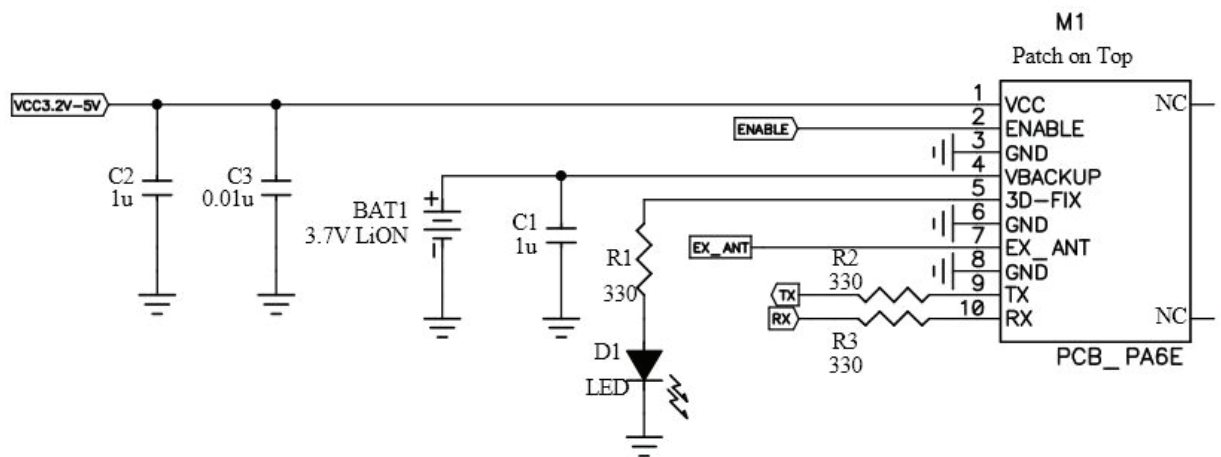 M1
Patch on Top
VCC3.2V-5V
1
VCC
NC
2
ENABLE
ENABLE
3
GND
4
VBACKUP
5
3D-FIX
6
GND
7
EX_ANT
EX_ANT
8
GND
9
TX
TX
10
RX
RX
NC
PCB_PA6E
C2
1u
C3
0.01u
+
BAT1
3.7V LiON
C1
1u
R1
330
R2
330
R3
330
D1
LED